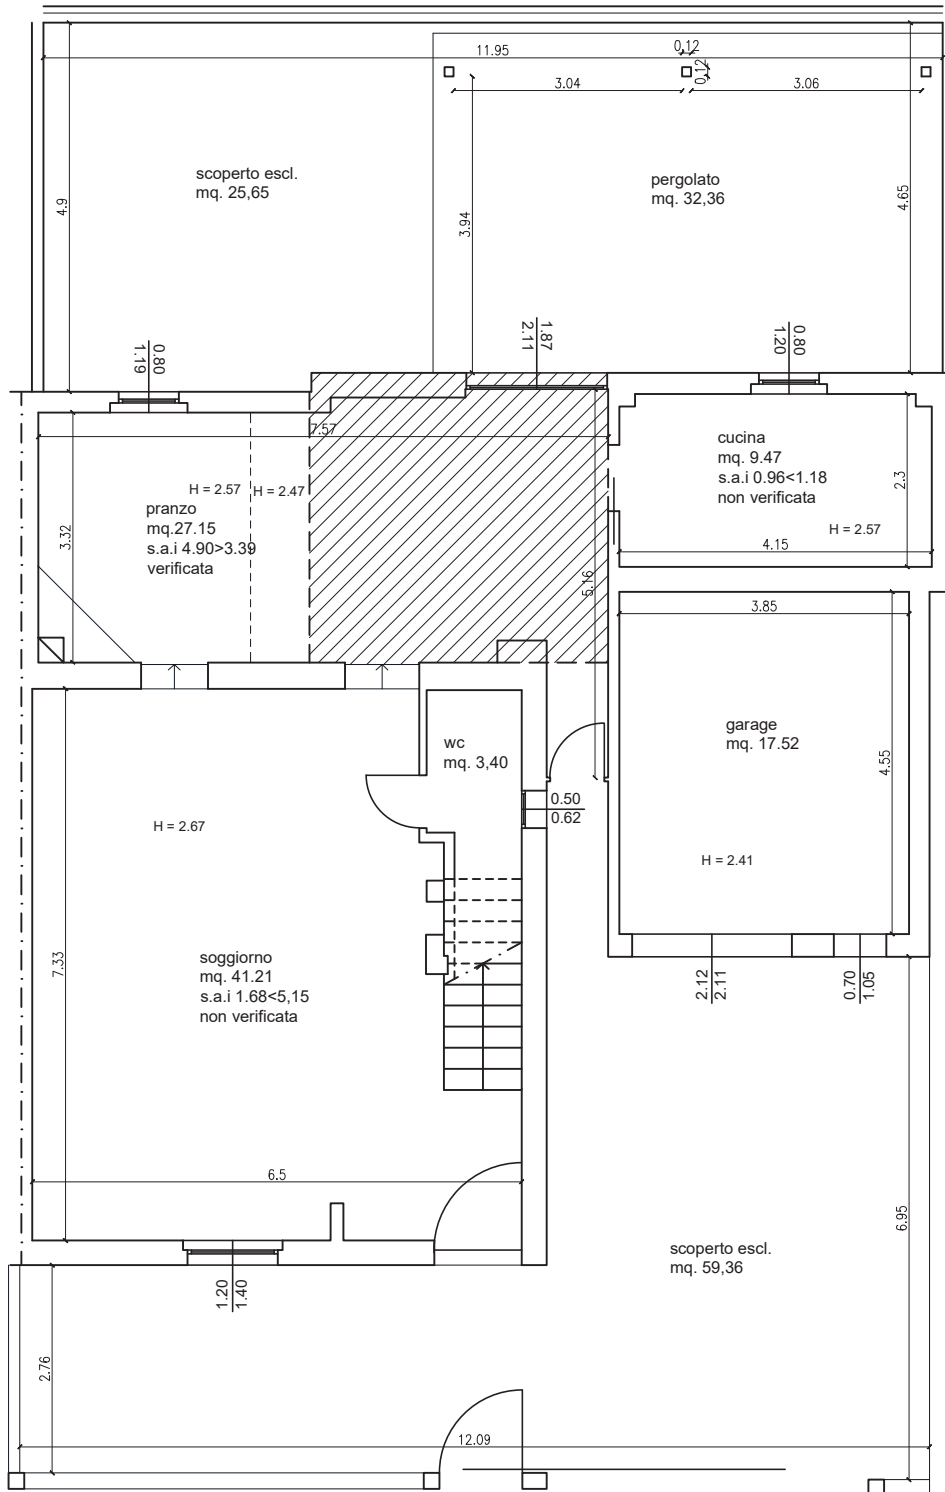 11.95
0.12
0.12
3.04
3.06
scoperto escl.
mq. 25,65
pergolato
mq. 32,36
4.9
3.94
4.65
0.80
1.19
1.87
2.11
0.80
1.20
7.57
cucina
mq. 9.47
s.a.i 0.96<1.18
non verificata
2.3
H = 2.57
H = 2.47
pranzo
mq.27.15
s.a.i 4.90>3.39
verificata
3.32
H = 2.57
4.15
5.16
3.85
garage
mq. 17.52
wc
mq. 3,40
4.55
0.50
0.62
H = 2.67
H = 2.41
soggiorno
mq. 41.21
s.a.i 1.68<5,15
non verificata
7.33
2.12
2.11
0.70
1.05
6.5
6.95
scoperto escl.
mq. 59,36
1.20
1.40
2.76
12.09